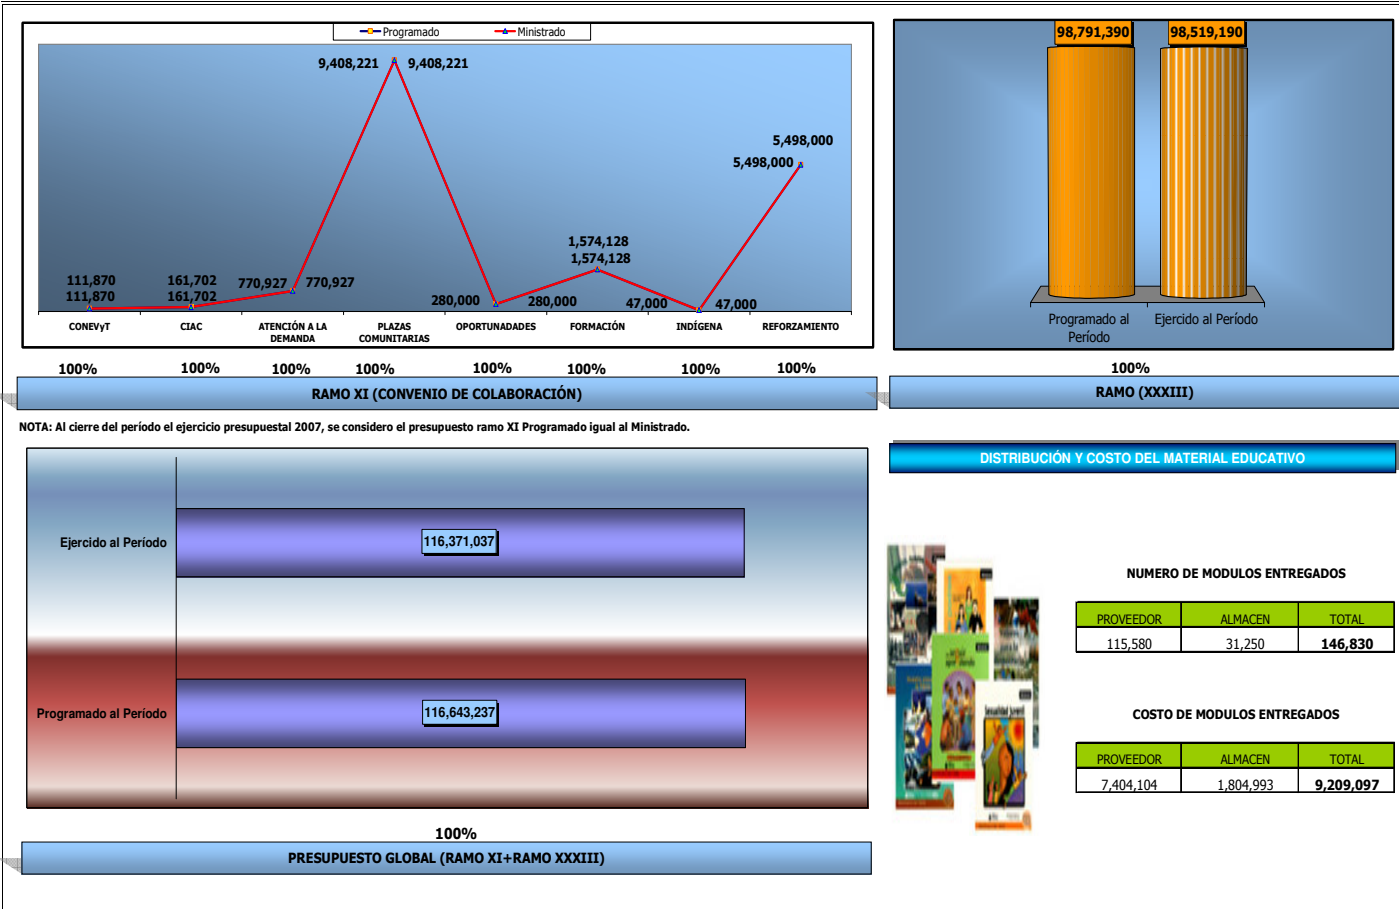 Programado Ministrado
9,408,221 9,408,221
5,498,000
5,498,000
1,574,128
1,574,128
111,870
111,870
161,702
161,702
770,927 770,927
280,000 280,000
47,000 47,000
CONEVyT CIAC ATENCIÓN A LA DEMANDA PLAZAS COMUNITARIAS OPORTUNADADES FORMACIÓN INDÍGENA REFORZAMIENTO
100% 100% 100% 100% 100% 100% 100% 100%
RAMO XI (CONVENIO DE COLABORACIÓN)
98,791,390 98,519,190
Programado al Período Ejercido al Período
100%
RAMO (XXXIII)
NOTA: Al cierre del período el ejercicio presupuestal 2007, se considero el presupuesto ramo XI Programado igual al Ministrado.
Ejercido al Período 116,371,037
Programado al Período 116,643,237
100%
PRESUPUESTO GLOBAL (RAMO XI+RAMO XXXIII)
DISTRIBUCIÓN Y COSTO DEL MATERIAL EDUCATIVO
Sexualidad juvenil
NUMERO DE MODULOS ENTREGADOS
PROVEEDOR ALMACEN TOTAL
115,580 31,250 146,830
COSTO DE MODULOS ENTREGADOS
PROVEEDOR ALMACEN TOTAL
7,404,104 1,804,993 9,209,097